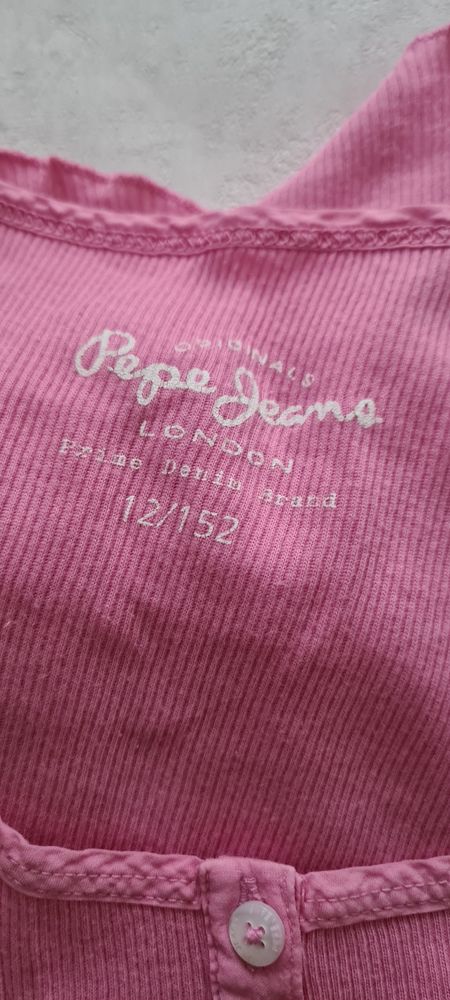 ORIGINALS
Pepe Jeans
LONDON
Prime Denim Brand
12/152